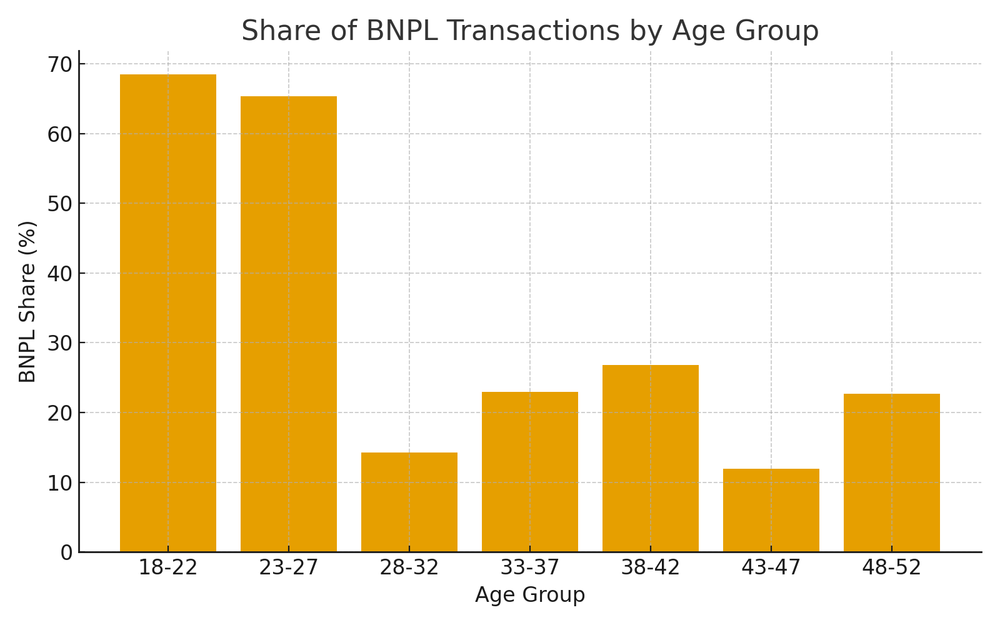 Share of BNPL Transactions by Age Group
BNPL Share (%)
70
60
50
40
30
20
10
0
18-22 23-27 28-32 33-37 38-42 43-47 48-52
Age Group